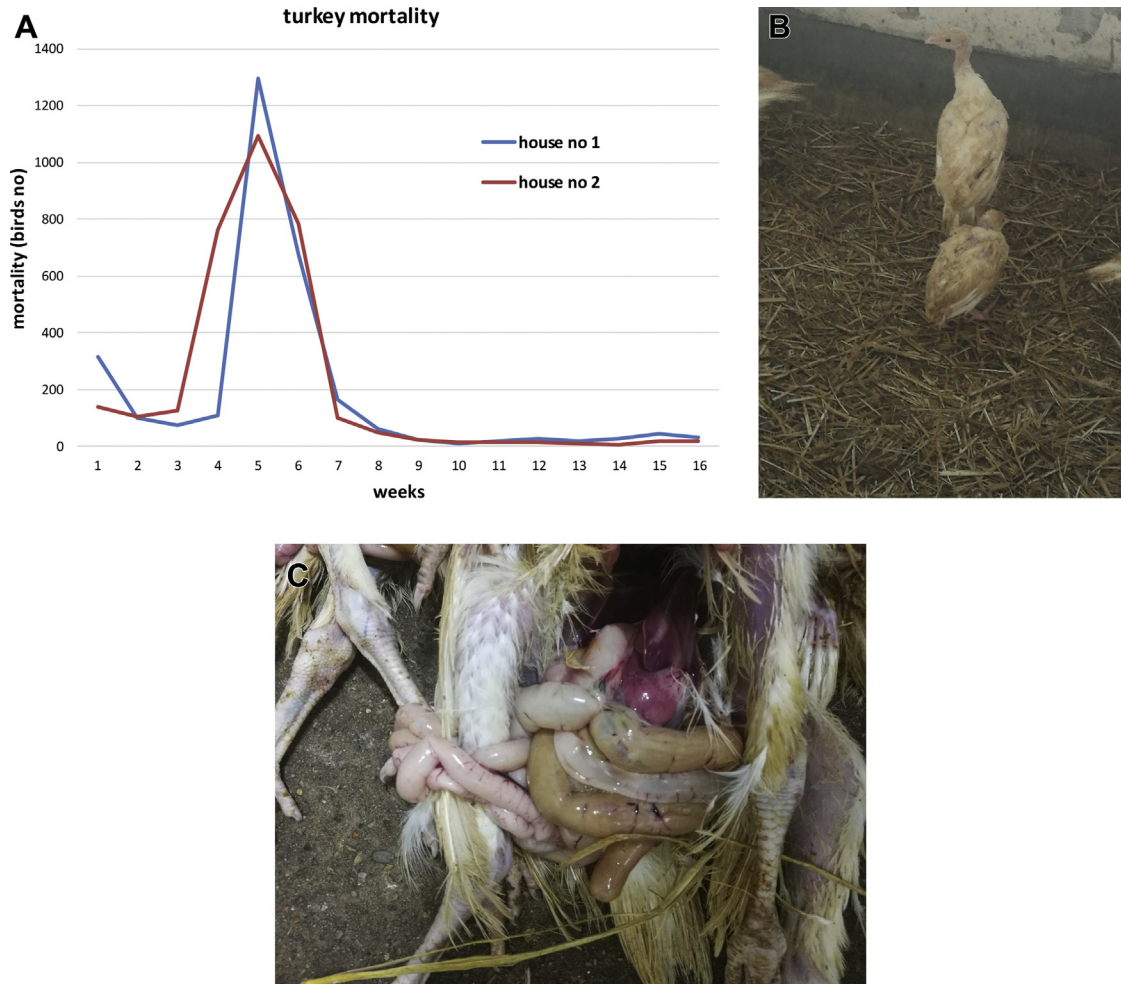 A
turkey mortality
1400
1200
1000
800
600
400
200
0
mortality (birds no)
house no 1
house no 2
1 2 3 4 5 6 7 8 9 10 11 12 13 14 15 16
weeks
B
C